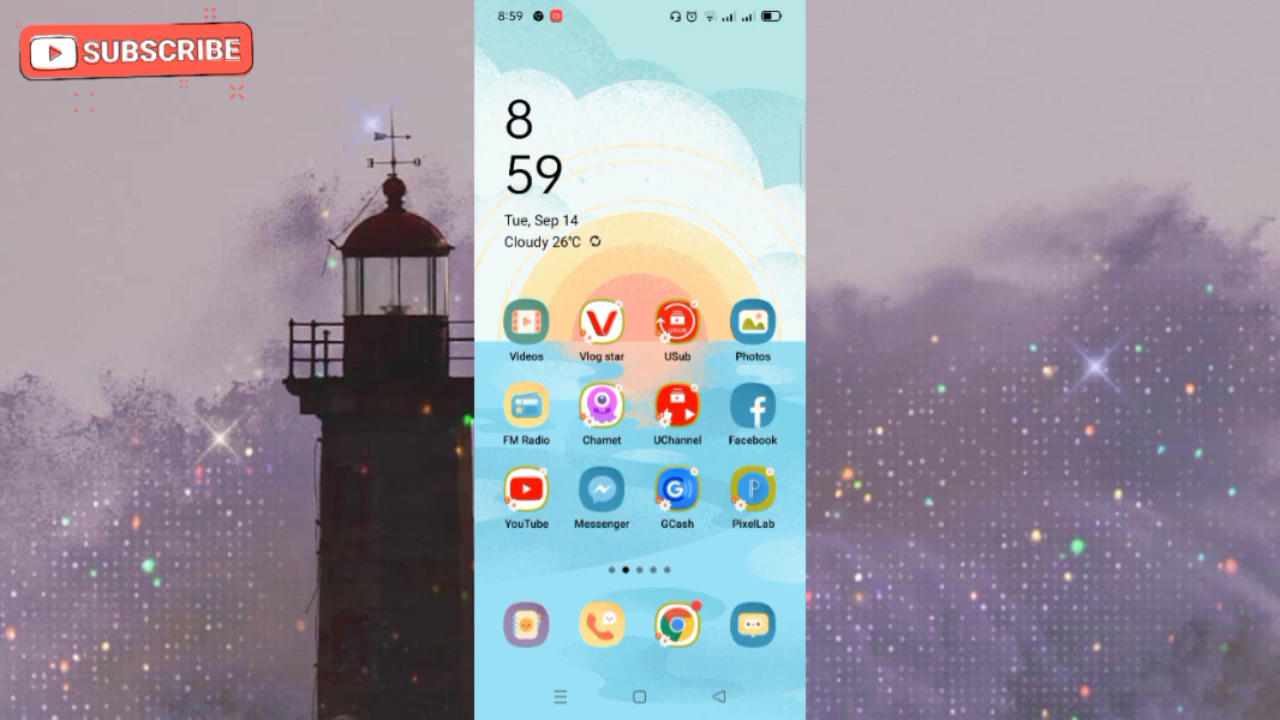 SUBSCRIBE
8:59
8
59
Tue, Sep 14
Cloudy 26°C
Videos
Vlog star
USub
Photos
FM Radio
Chamet
UChannel
Facebook
YouTube
Messenger
GCash
PixelLab